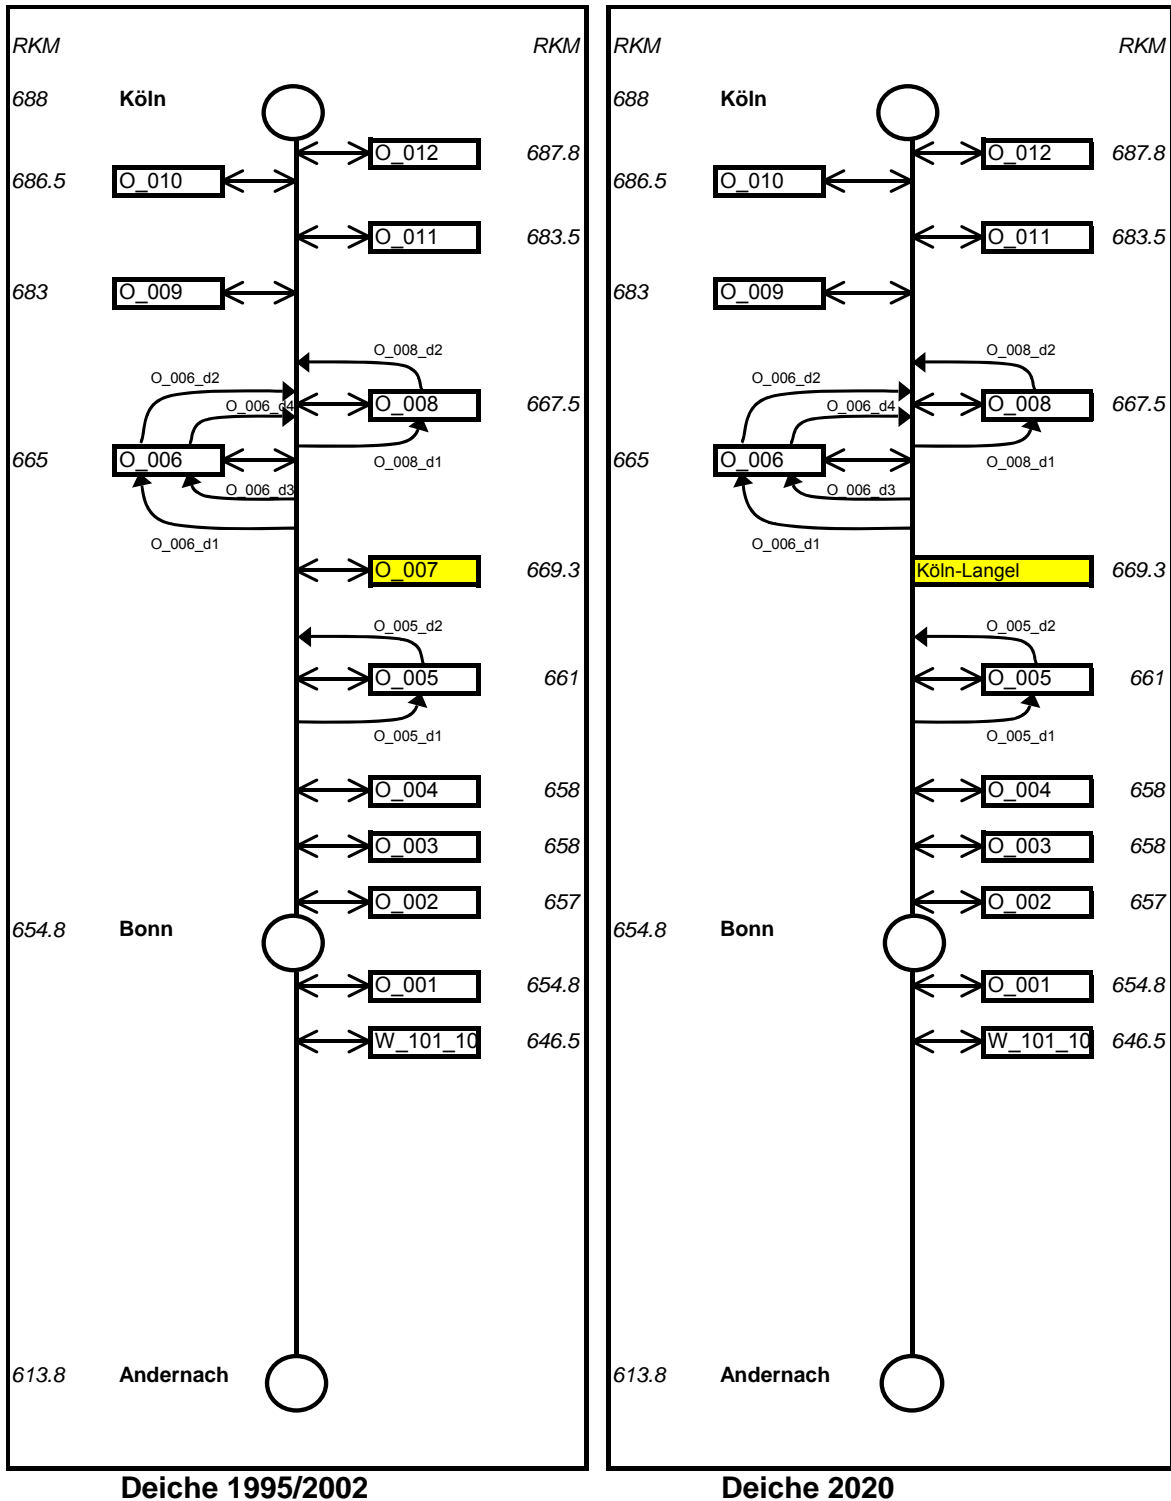 RKM RKM
688 Köln
O_012 687.8
686.5 O_010
O_011 683.5
683 O_009
O_008_d2
O_006_d2
O_006_d4 O_008 667.5
665 O_006 O_008_d1
O_006_d3
O_006_d1
O_007 669.3
O_005_d2
O_005 661
O_005_d1
O_004 658
O_003 658
O_002 657
654.8 Bonn
O_001 654.8
W_101_10 646.5
613.8 Andernach
Deiche 1995/2002
RKM RKM
688 Köln
O_012 687.8
686.5 O_010
O_011 683.5
683 O_009
O_008_d2
O_006_d2
O_006_d4 O_008 667.5
665 O_006 O_008_d1
O_006_d3
O_006_d1
Köln-Langel 669.3
O_005_d2
O_005 661
O_005_d1
O_004 658
O_003 658
O_002 657
654.8 Bonn
O_001 654.8
W_101_10 646.5
613.8 Andernach
Deiche 2020